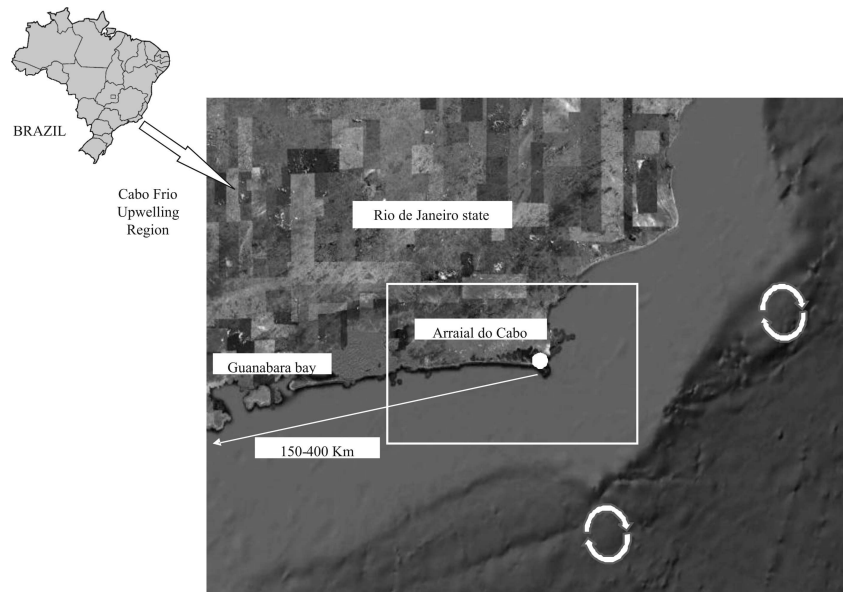 BRAZIL
Cabo Frio
Upwelling
Region
Rio de Janeiro state
Arraial do Cabo
Guanabara bay
150-400 Km